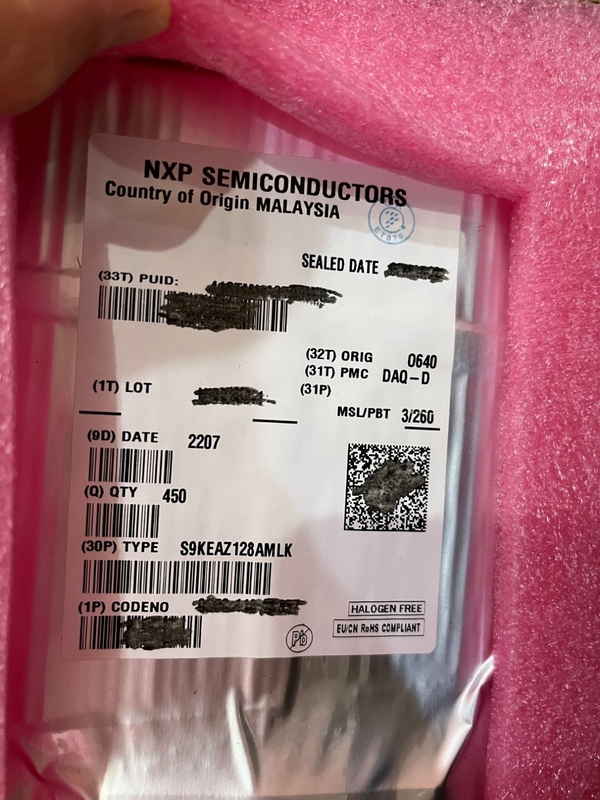 NXP SEMICONDUCTORS
Country of Origin MALAYSIA
SEALED DATE
(33T) PUID:
(32T) ORIG 0640
(31T) PMC DAQ-D
(1T) LOT
(31P)
MSL/PBT 3/260
(9D) DATE 2207
(Q) QTY 450
(30P) TYPE S9KEAZ128AMLK
(1P) CODENO
HALOGEN FREE
Pb
EU/CN RoHS COMPLIANT